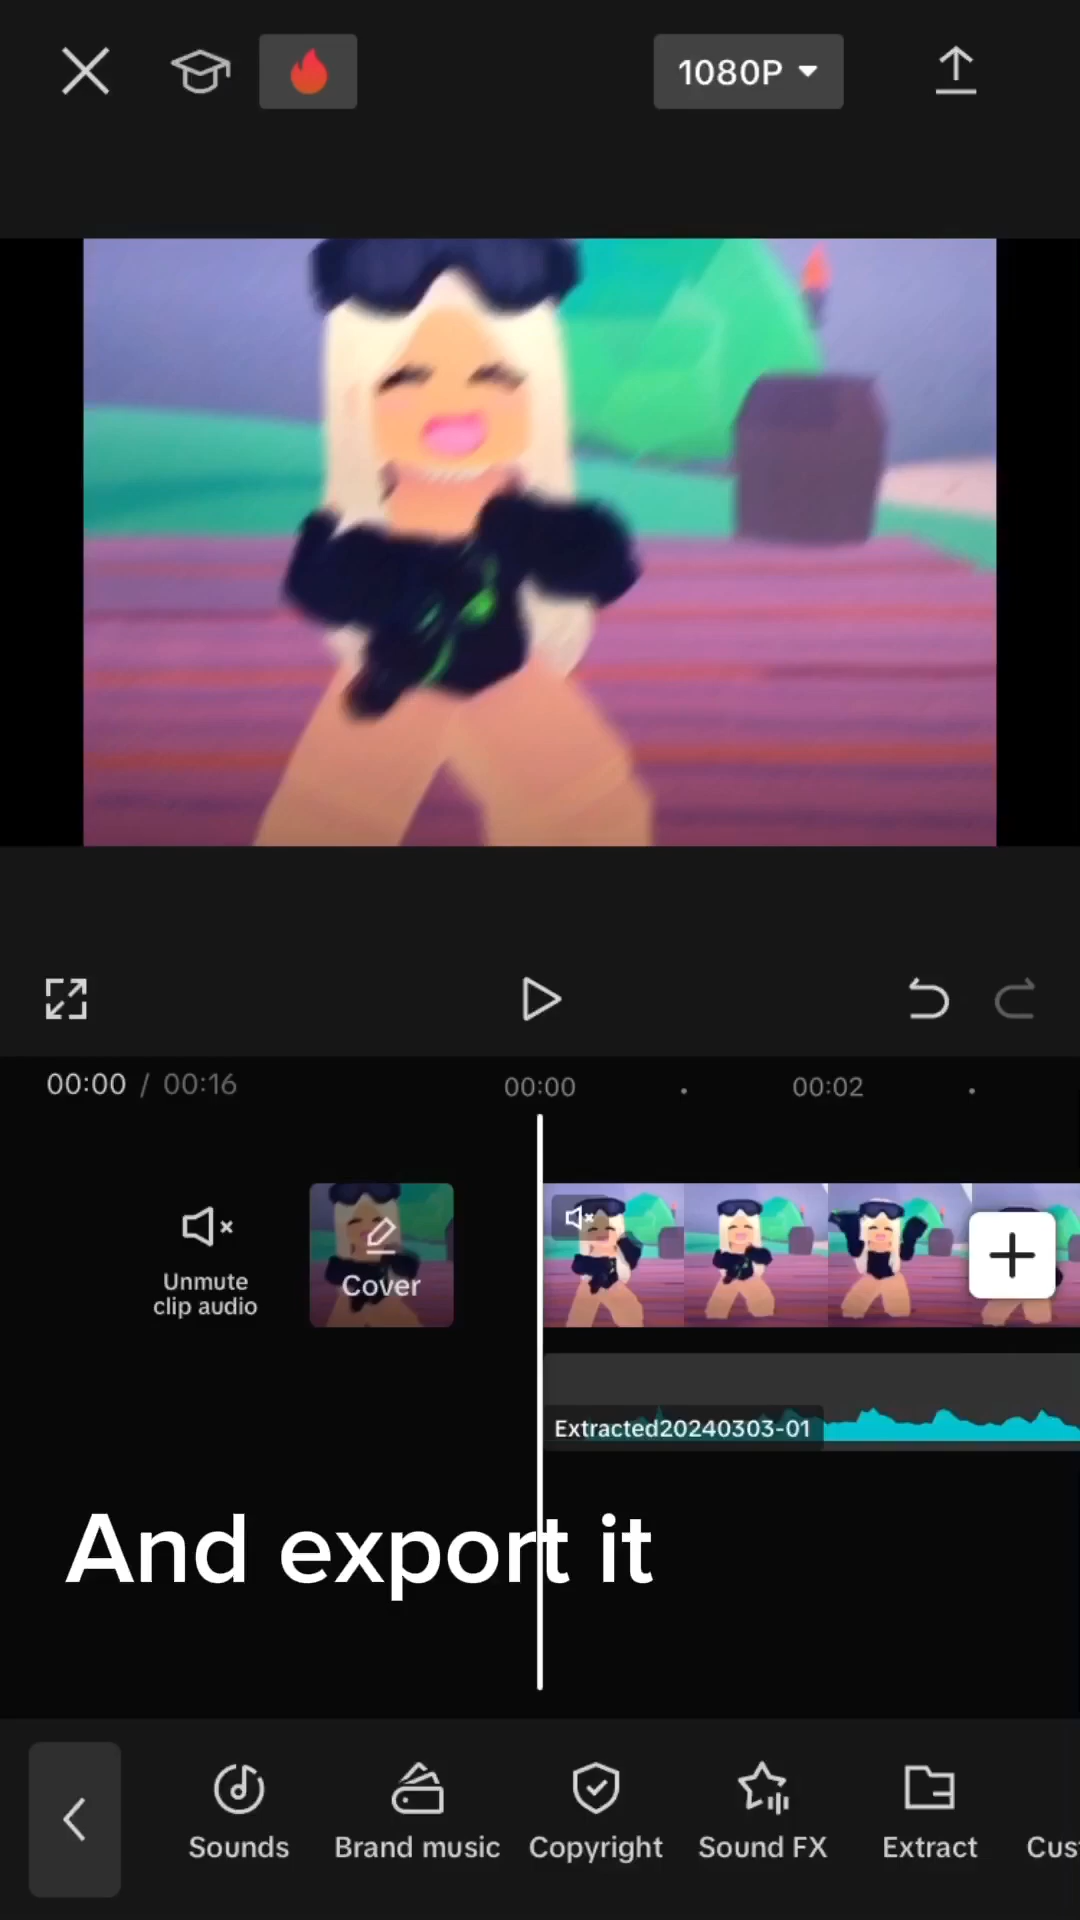 1080P
00:00 / 00:16
00:00
00:02
Unmute
clip audio
Cover
Extracted20240303-01
And export it
Sounds
Brand music
Copyright
Sound FX
Extract
Cus